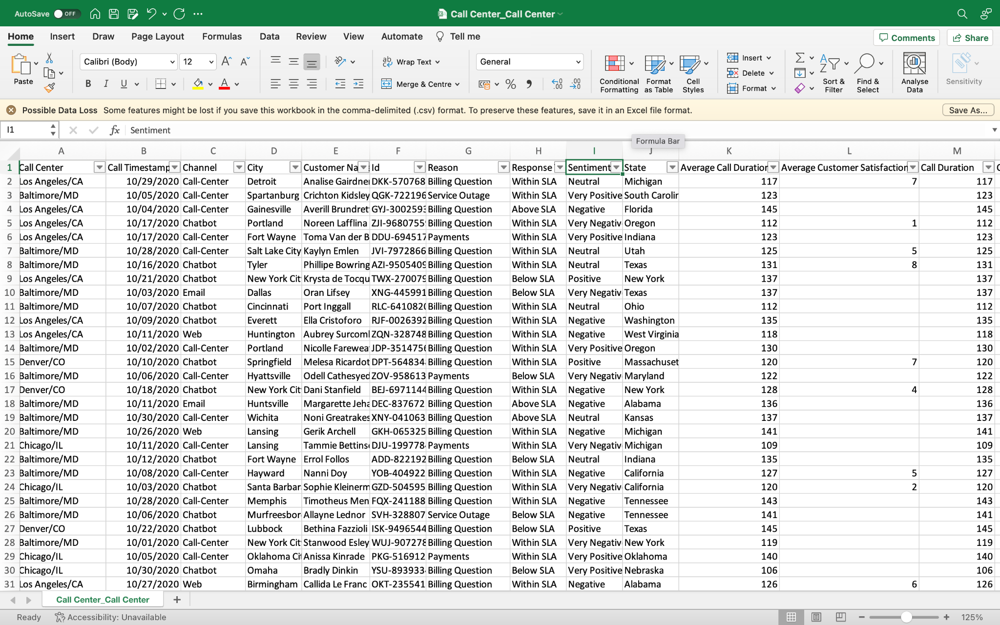 AutoSave OFF Call Center_Call Center
Home Insert Draw Page Layout Formulas Data Review View Automate Tell me Comments Share
Paste Calibri (Body) 12 Wrap Text General Insert
B I U Merge & Centre % Conditional Formatting Format as Table Cell Styles Delete Format Sort & Filter Find & Select Analyse Data Sensitivity
Possible Data Loss Some features might be lost if you save this workbook in the comma-delimited (.csv) format. To preserve these features, save it in an Excel file format. Save As...
I1 fx Sentiment
Formula Bar
A B C D E F G H I J K L M
1 Call Center Call Timestamp Channel City Customer Na Id Reason Response Sentiment State Average Call Duration Average Customer Satisfaction Call Duration
2 Los Angeles/CA 10/29/2020 Call-Center Detroit Analise Gairdner DKK-570768 Billing Question Within SLA Neutral Michigan 117 7 117
3 Baltimore/MD 10/05/2020 Call-Center Spartanburg Crichton Kidsley QGK-722196 Service Outage Within SLA Very Positive South Carolin 123 123
4 Los Angeles/CA 10/04/2020 Call-Center Gainesville Averill Brundret GYJ-3002593 Billing Question Above SLA Negative Florida 145 145
5 Los Angeles/CA 10/17/2020 Chatbot Portland Noreen Lafflina ZJI-9680755 Billing Question Within SLA Very Negativ Oregon 112 1 112
6 Los Angeles/CA 10/17/2020 Call-Center Fort Wayne Toma Van der B DDU-694517 Payments Within SLA Very Positive Indiana 123 123
7 Baltimore/MD 10/28/2020 Call-Center Salt Lake City Kaylyn Emlen JVI-7972866 Billing Question Within SLA Neutral Utah 125 5 125
8 Baltimore/MD 10/16/2020 Chatbot Tyler Phillipe Bowring AZI-9505409 Billing Question Within SLA Neutral Texas 131 8 131
9 Los Angeles/CA 10/21/2020 Chatbot New York Cit Krysta de Tocqu TWX-270079 Billing Question Below SLA Positive New York 137 137
10 Baltimore/MD 10/03/2020 Email Dallas Oran Lifsey XNG-445991 Billing Question Below SLA Very Negativ Texas 137 137
11 Baltimore/MD 10/07/2020 Chatbot Cincinnati Port Inggall RLC-6410820 Billing Question Within SLA Neutral Ohio 112 112
12 Los Angeles/CA 10/09/2020 Chatbot Everett Ella Cristoforo RJF-0026392 Billing Question Within SLA Negative Washington 135 135
13 Los Angeles/CA 10/11/2020 Web Huntington Aubrey Surcom ZQN-328748 Billing Question Within SLA Negative West Virginia 118 118
14 Baltimore/MD 10/02/2020 Call-Center Portland Nicolle Farewea JDP-3514756 Billing Question Within SLA Very Positive Oregon 130 130
15 Denver/CO 10/10/2020 Chatbot Springfield Melesa Ricardot DPT-564834 Billing Question Within SLA Positive Massachuset 120 7 120
16 Baltimore/MD 10/06/2020 Call-Center Hyattsville Odell Cathesyed ZOV-958613 Payments Below SLA Very Negativ Maryland 122 122
17 Denver/CO 10/18/2020 Chatbot New York Cit Dani Stanfield BEJ-6971144 Billing Question Within SLA Negative New York 128 4 128
18 Baltimore/MD 10/11/2020 Email Huntsville Margarette Jeha DEC-837672 Billing Question Above SLA Negative Alabama 136 136
19 Baltimore/MD 10/30/2020 Call-Center Wichita Noni Greatrakes XNY-041063 Billing Question Above SLA Neutral Kansas 137 137
20 Baltimore/MD 10/26/2020 Web Lansing Gerik Archell GKH-065325 Billing Question Within SLA Negative Michigan 141 141
21 Chicago/IL 10/11/2020 Call-Center Lansing Tammie Bettins DJU-199778 Payments Within SLA Very Negativ Michigan 109 109
22 Baltimore/MD 10/12/2020 Chatbot Fort Wayne Errol Follos ADD-822192 Billing Question Below SLA Neutral Indiana 135 135
23 Baltimore/MD 10/08/2020 Call-Center Hayward Nanni Doy YOB-404922 Billing Question Within SLA Negative California 127 5 127
24 Chicago/IL 10/03/2020 Chatbot Santa Barbar Sophie Kleinerm GZD-504595 Billing Question Within SLA Very Negativ California 120 2 120
25 Baltimore/MD 10/28/2020 Call-Center Memphis Timotheus Men FQX-241188 Billing Question Within SLA Negative Tennessee 143 143
26 Baltimore/MD 10/06/2020 Chatbot Murfreesbor Allayne Lednor SVH-328807 Service Outage Below SLA Negative Tennessee 141 141
27 Denver/CO 10/22/2020 Chatbot Lubbock Bethina Fazzioli ISK-9496544 Billing Question Below SLA Positive Texas 145 145
28 Baltimore/MD 10/01/2020 Call-Center New York Cit Stanwood Esley WUJ-907278 Billing Question Within SLA Very Negativ New York 119 119
29 Chicago/IL 10/05/2020 Call-Center Oklahoma Cit Anissa Kinrade PKG-516912 Payments Within SLA Very Positive Oklahoma 140 140
30 Chicago/IL 10/30/2020 Chatbot Omaha Bradly Dinkin YSU-893933 Billing Question Below SLA Very Positive Nebraska 106 106
31 Los Angeles/CA 10/27/2020 Web Birmingham Callida Le Franc OKT-235541 Billing Question Within SLA Negative Alabama 126 6 126
Call Center_Call Center +
Ready Accessibility: Unavailable 125%